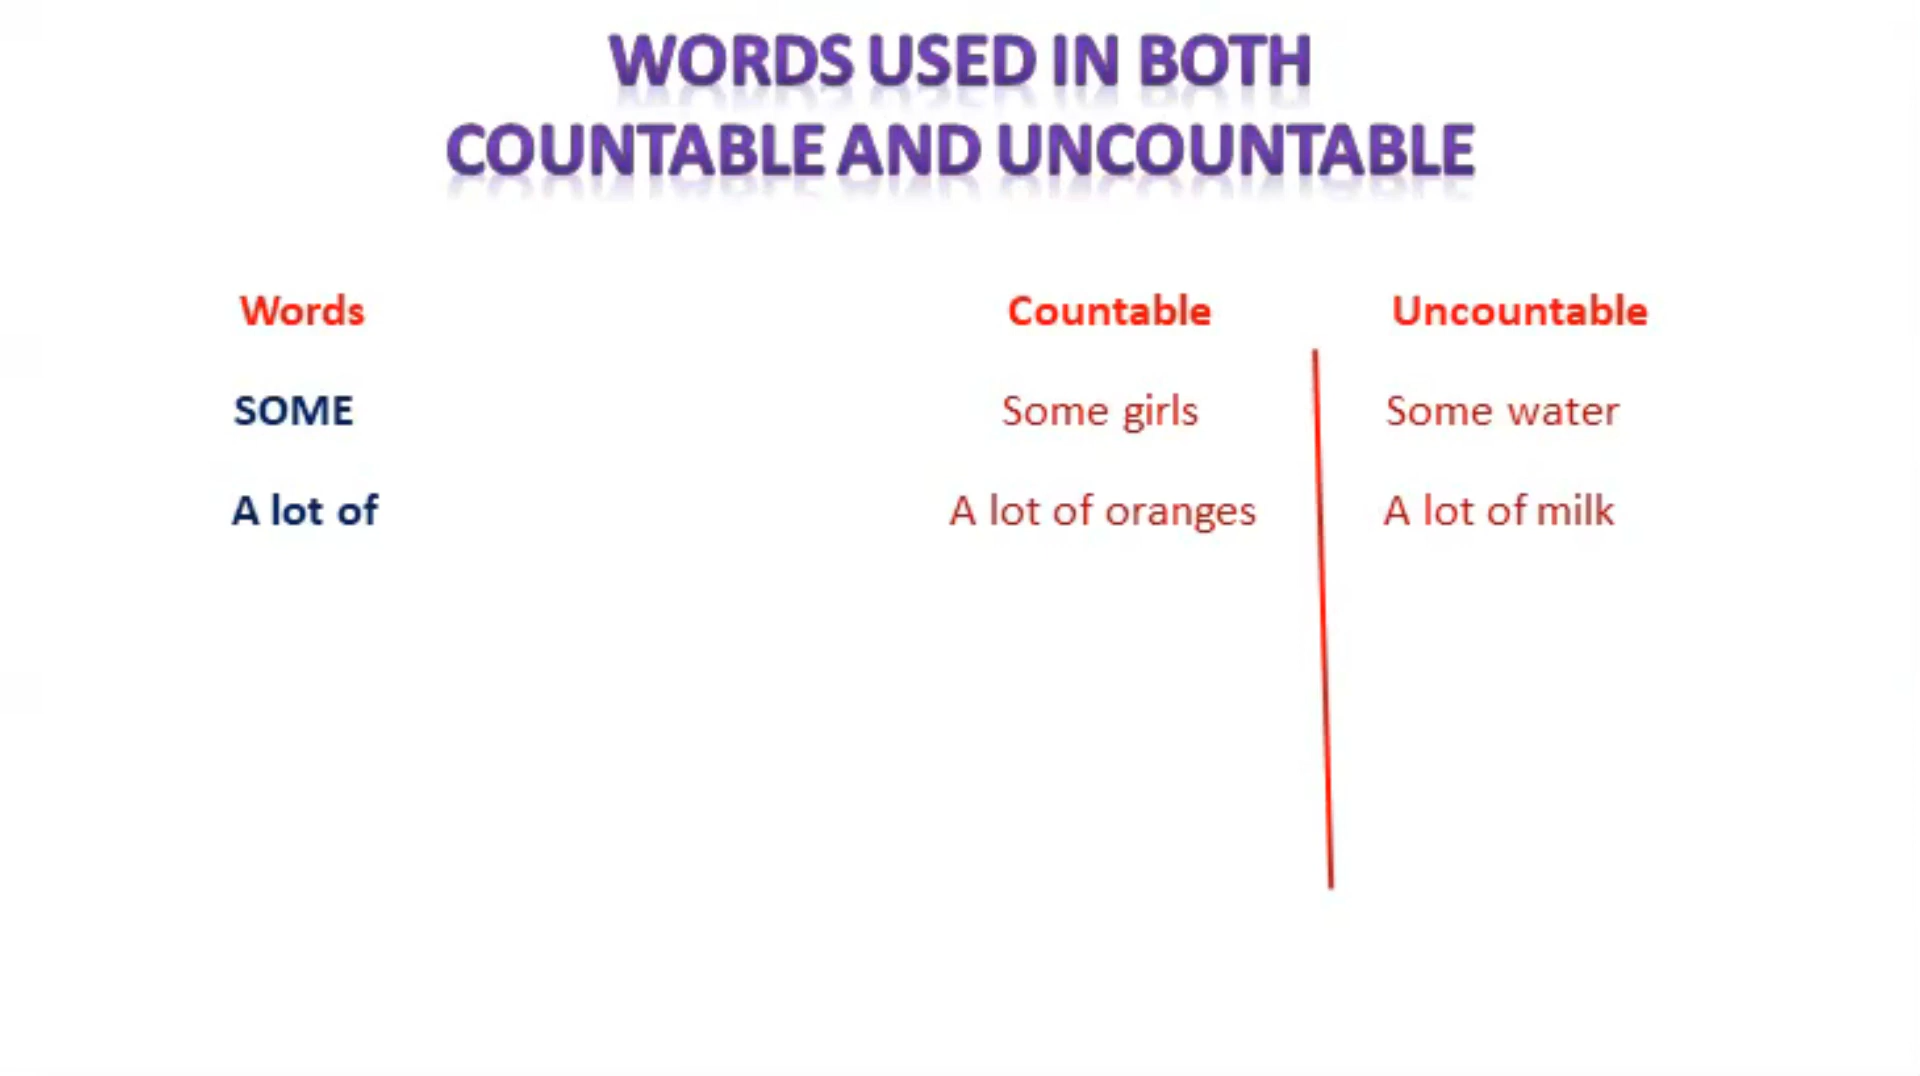 WORDS USED IN BOTH
COUNTABLE AND UNCOUNTABLE
Words Countable Uncountable
SOME Some girls Some water
A lot of A lot of oranges A lot of milk